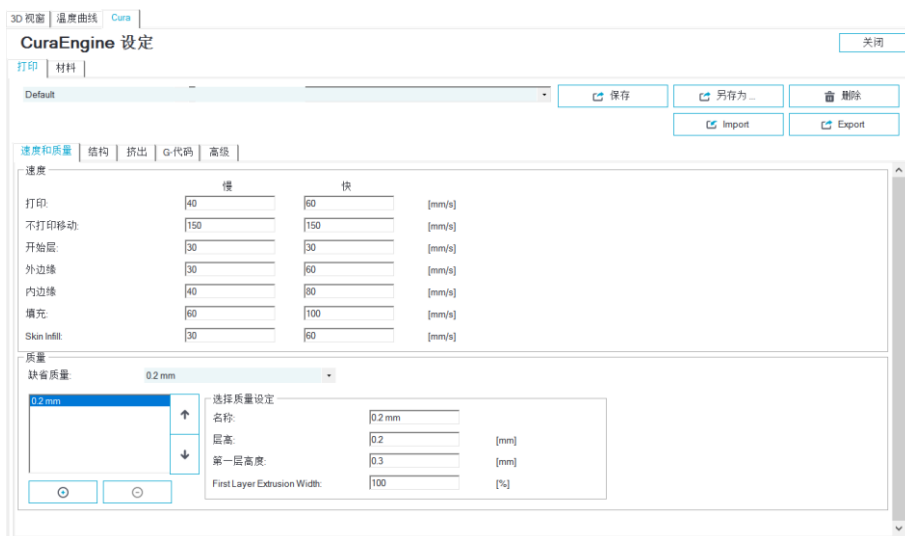 3D 视窗 温度曲线 Cura
CuraEngine 设定 关闭
打印 材料
Default 保存 另存为 ... 删除
Import Export
速度和质量 结构 挤出 G-代码 高级
速度
慢 快
打印: 40 60 [mm/s]
不打印移动: 150 150 [mm/s]
开始层: 30 30 [mm/s]
外边缘 30 60 [mm/s]
内边缘 40 80 [mm/s]
填充: 60 100 [mm/s]
Skin Infill: 30 60 [mm/s]
质量
缺省质量: 0.2 mm
0.2 mm 选择质量设定
名称: 0.2 mm
层高: 0.2 [mm]
第一层高度: 0.3 [mm]
First Layer Extrusion Width: 100 [%]